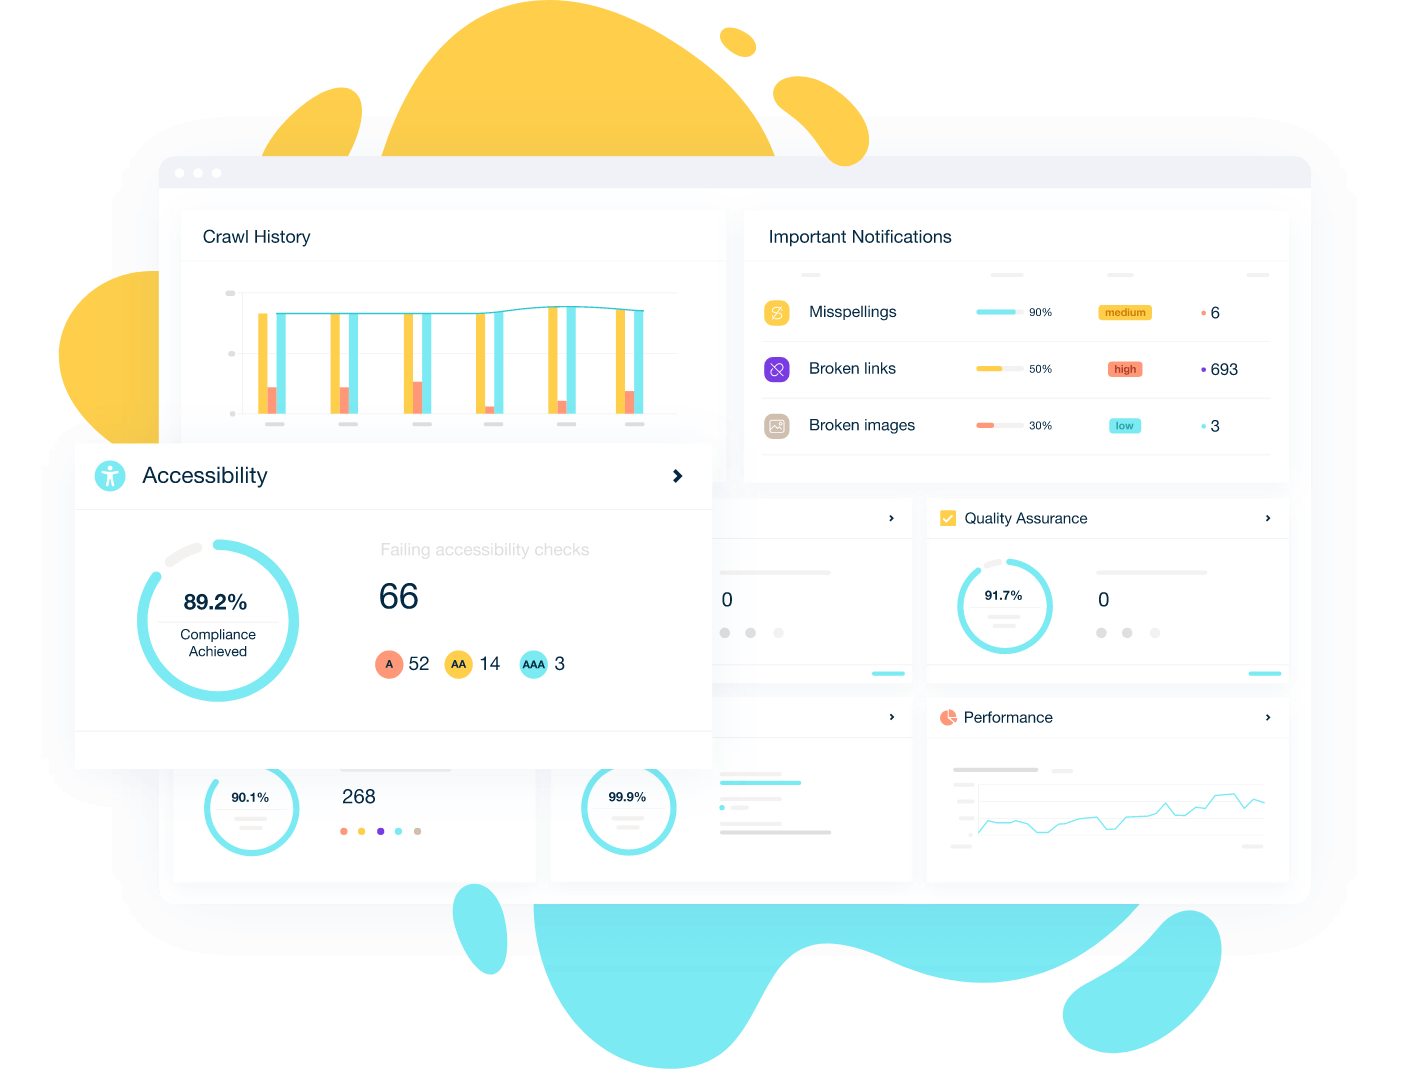 Crawl History
Important Notifications
Misspellings 90% medium 6
Broken links 50% high 693
Broken images 30% low 3
Accessibility
89.2%
Compliance
Achieved
Failing accessibility checks
66
A 52 AA 14 AAA 3
0
Quality Assurance
91.7%
0
90.1%
268
99.9%
Performance